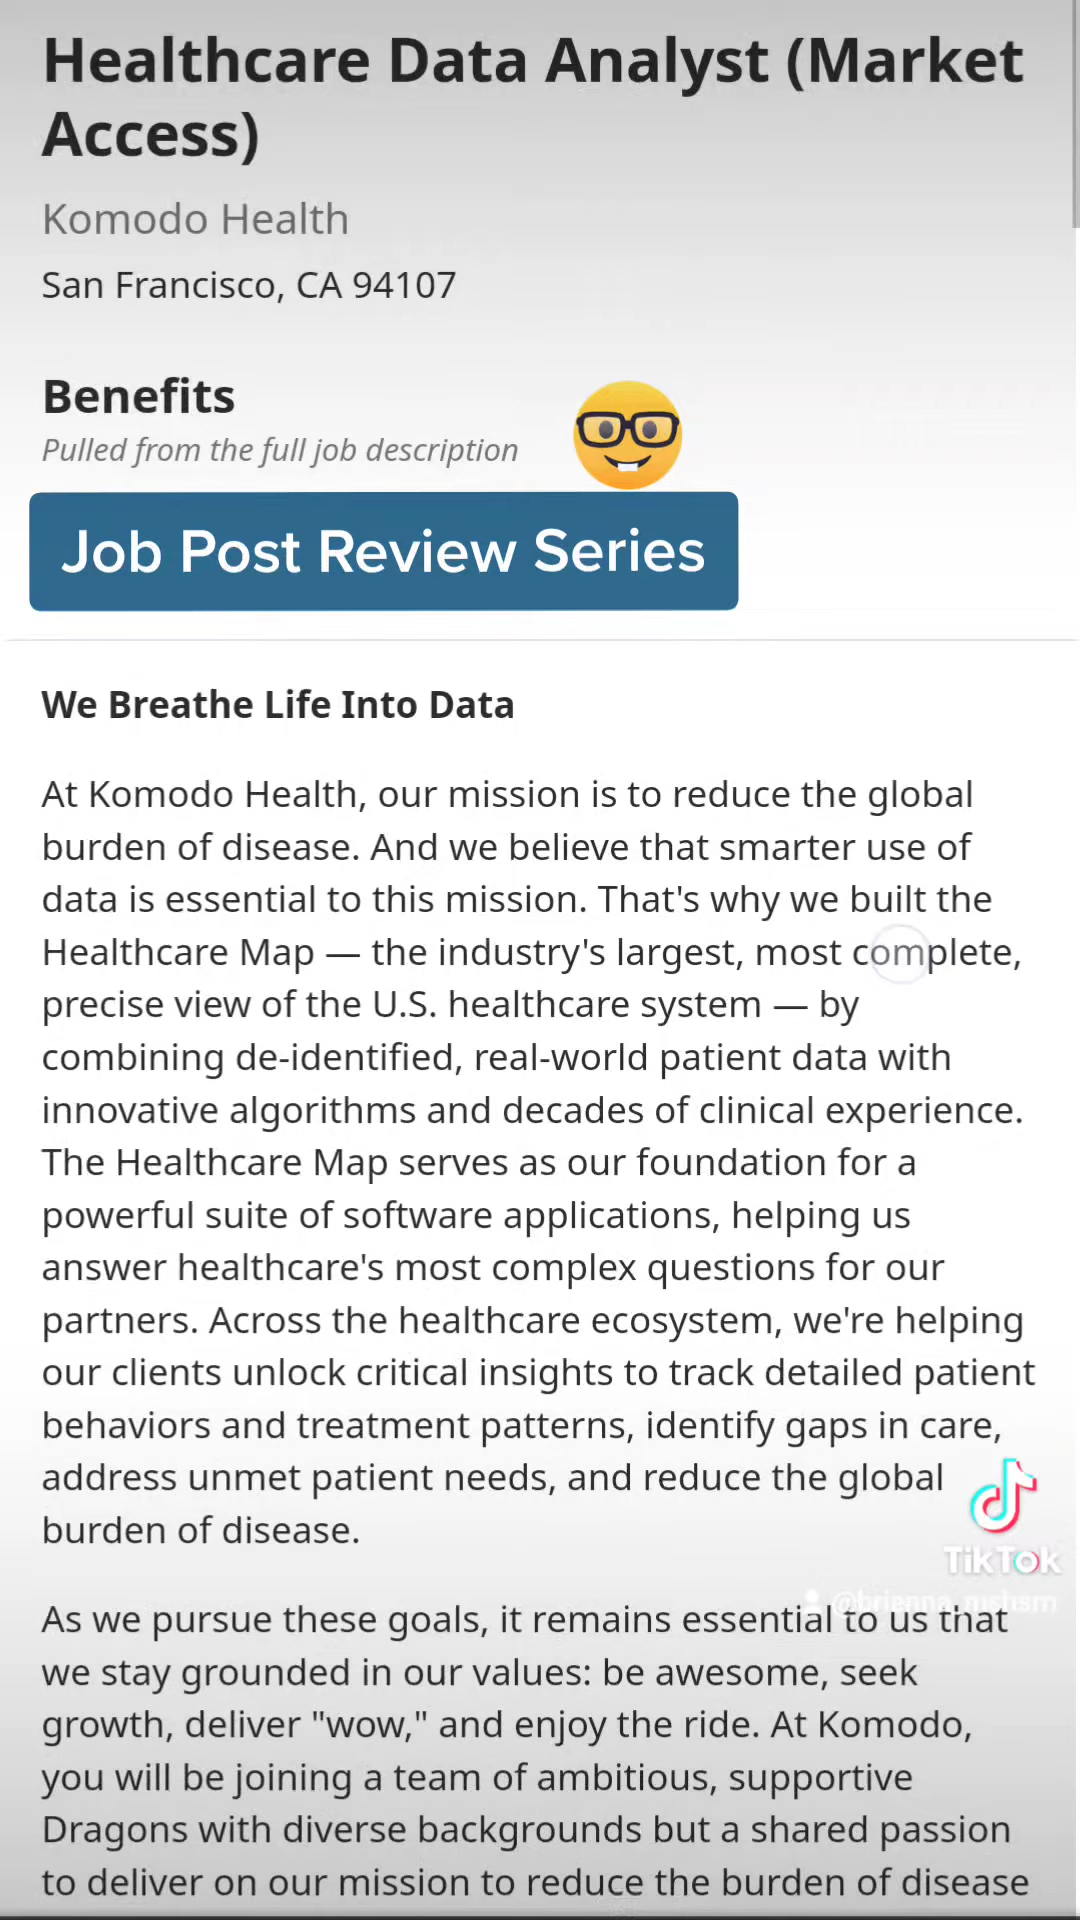 Healthcare Data Analyst (Market
Access)
Komodo Health
San Francisco, CA 94107
Benefits
Pulled from the full job description
Job Post Review Series
We Breathe Life Into Data
At Komodo Health, our mission is to reduce the global
burden of disease. And we believe that smarter use of
data is essential to this mission. That's why we built the
Healthcare Map — the industry's largest, most complete,
precise view of the U.S. healthcare system — by
combining de-identified, real-world patient data with
innovative algorithms and decades of clinical experience.
The Healthcare Map serves as our foundation for a
powerful suite of software applications, helping us
answer healthcare's most complex questions for our
partners. Across the healthcare ecosystem, we're helping
our clients unlock critical insights to track detailed patient
behaviors and treatment patterns, identify gaps in care,
address unmet patient needs, and reduce the global
burden of disease.
TikTok
As we pursue these goals, it remains essential to us that
we stay grounded in our values: be awesome, seek
growth, deliver "wow," and enjoy the ride. At Komodo,
you will be joining a team of ambitious, supportive
Dragons with diverse backgrounds but a shared passion
to deliver on our mission to reduce the burden of disease